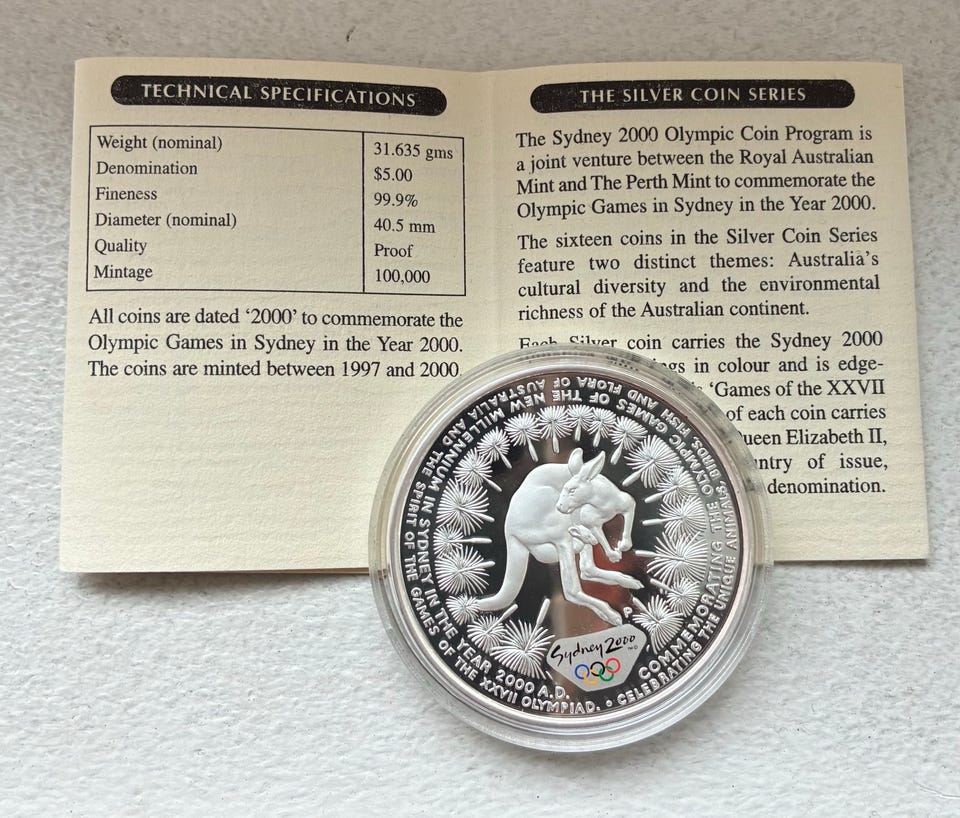 TECHNICAL SPECIFICATIONS
Weight (nominal) 31.635 gms
Denomination $5.00
Fineness 99.9%
Diameter (nominal) 40.5 mm
Quality Proof
Mintage 100,000
All coins are dated ‘2000’ to commemorate the
Olympic Games in Sydney in the Year 2000.
The coins are minted between 1997 and 2000
THE SILVER COIN SERIES
The Sydney 2000 Olympic Coin Program is
a joint venture between the Royal Australian
Mint and The Perth Mint to commemorate the
Olympic Games in Sydney in the Year 2000.
The sixteen coins in the Silver Coin Series
feature two distinct themes: Australia’s
cultural diversity and the environmental
richness of the Australian continent.
Each Silver coin carries the Sydney 2000
in colour and is edge-
‘Games of the XXVII
of each coin carries
Queen Elizabeth II,
of issue,
denomination.
COMMEMORATING THE OLYMPIC GAMES OF THE NEW MILLENNIUM IN SYDNEY IN THE YEAR 2000 A.D.
• CELEBRATING THE UNIQUE ANIMALS, BIRDS, FISH AND FLORA OF AUSTRALIA AND THE SPIRIT OF THE GAMES OF THE XXVII OLYMPIAD.
P
Sydney 2000
TM ©